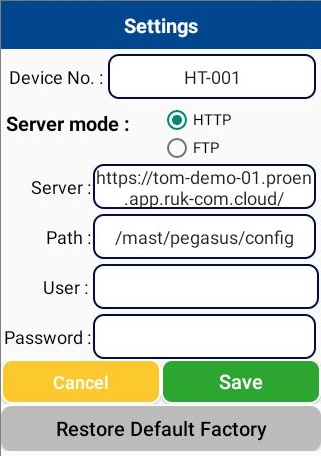 Settings
Device No. : HT-001
Server mode : HTTP
FTP
Server : https://tom-demo-01.proen
.app.ruk-com.cloud/
Path : /mast/pegasus/config
User :
Password :
Cancel Save
Restore Default Factory